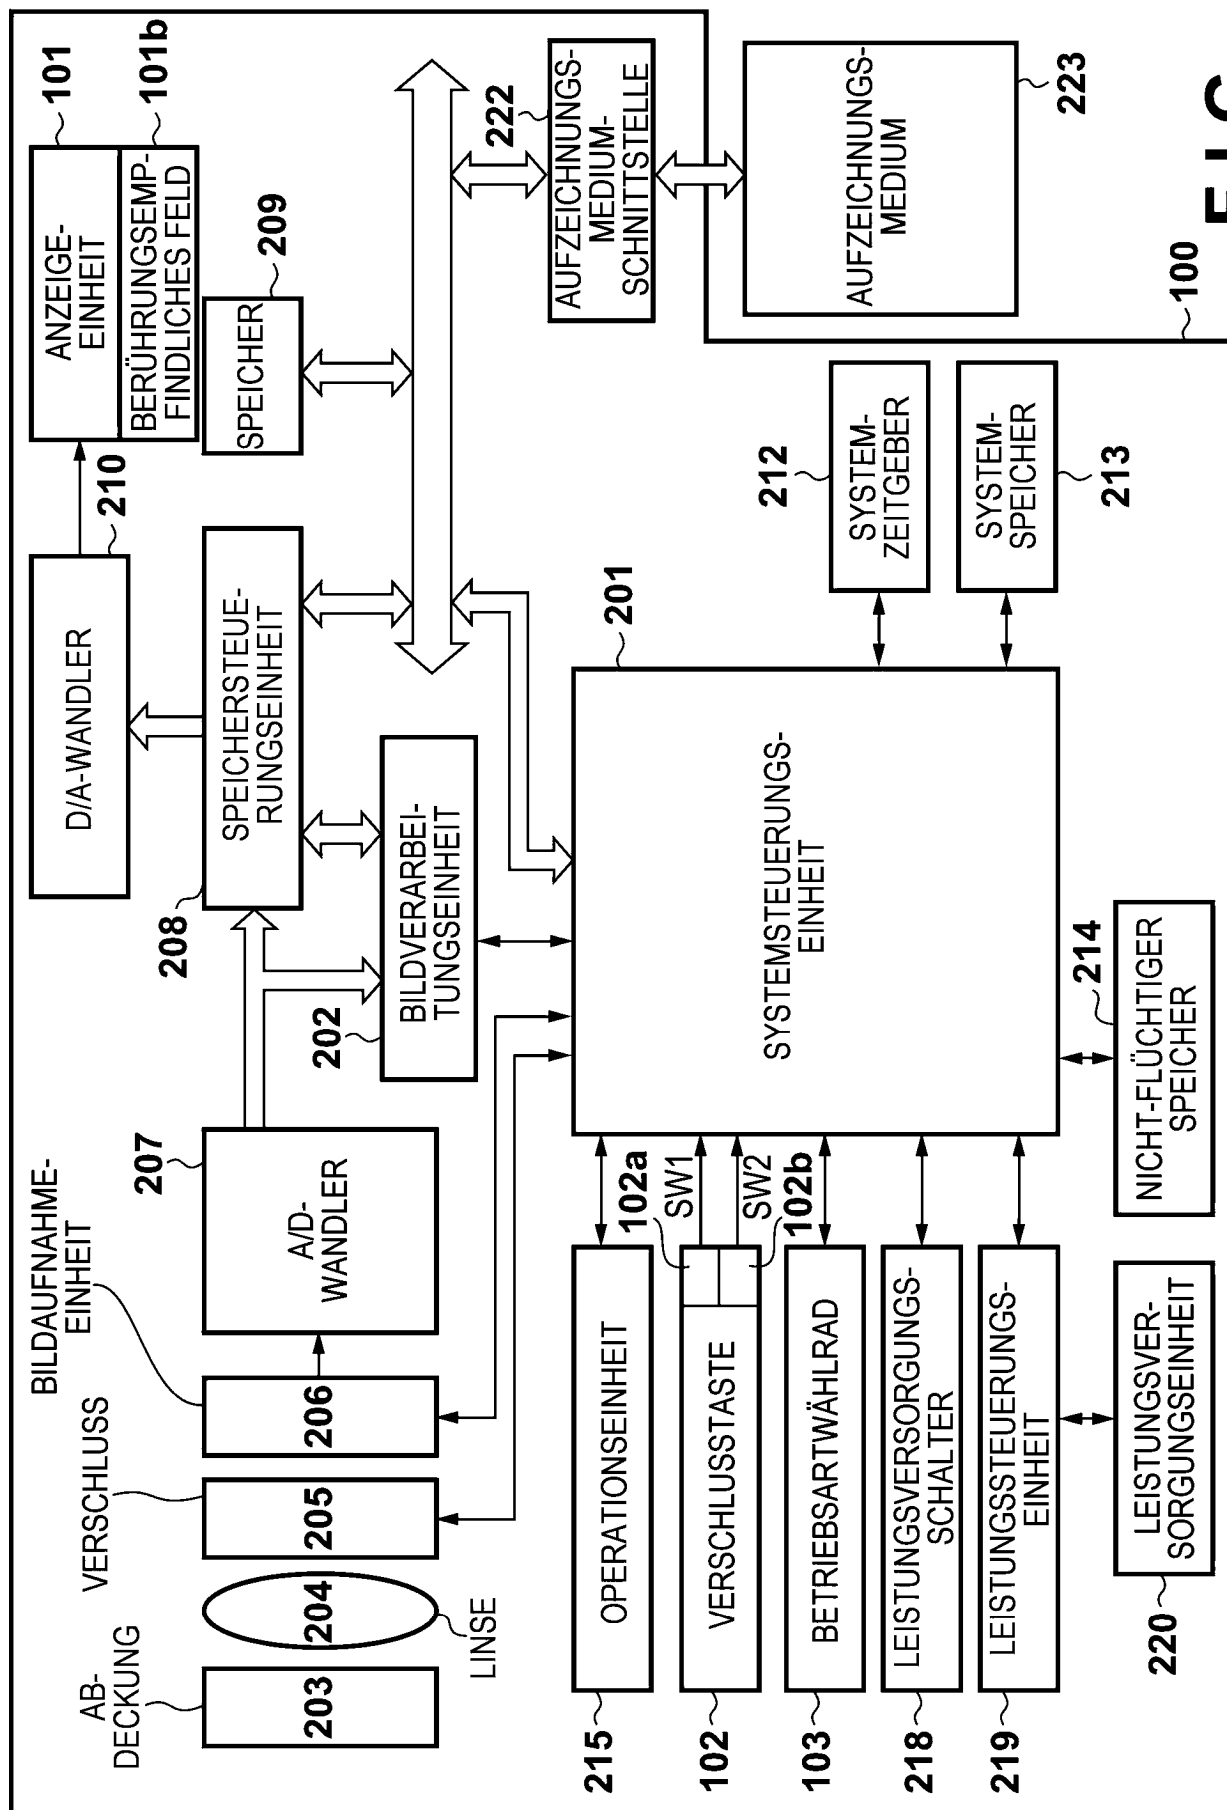 AB-
DECKUNG
203
204
LINSE
VERSCHLUSS
205
BILDAUFNAHME-
EINHEIT
206
207
A/D-
WANDLER
208
SPEICHERSTEUE-
RUNGSEINHEIT
202
BILDVERARBEI-
TUNGSEINHEIT
D/A-WANDLER
210
ANZEIGE-
EINHEIT
101
BERÜHRUNGSEMP-
FINDLICHES FELD
101b
SPEICHER
209
222
AUFZEICHNUNGS-
MEDIUM-
SCHNITTSTELLE
AUFZEICHNUNGS-
MEDIUM
223
100
215
OPERATIONSEINHEIT
102
VERSCHLUSSTASTE
102a
SW1
SW2
102b
103
BETRIEBSARTWÄHLRAD
218
LEISTUNGSVERSORGUNGS-
SCHALTER
219
LEISTUNGSSTEUERUNGS-
EINHEIT
220
LEISTUNGSVER-
SORGUNGSEINHEIT
201
SYSTEMSTEUERUNGS-
EINHEIT
212
SYSTEM-
ZEITGEBER
SYSTEM-
SPEICHER
213
214
NICHT-FLÜCHTIGER
SPEICHER